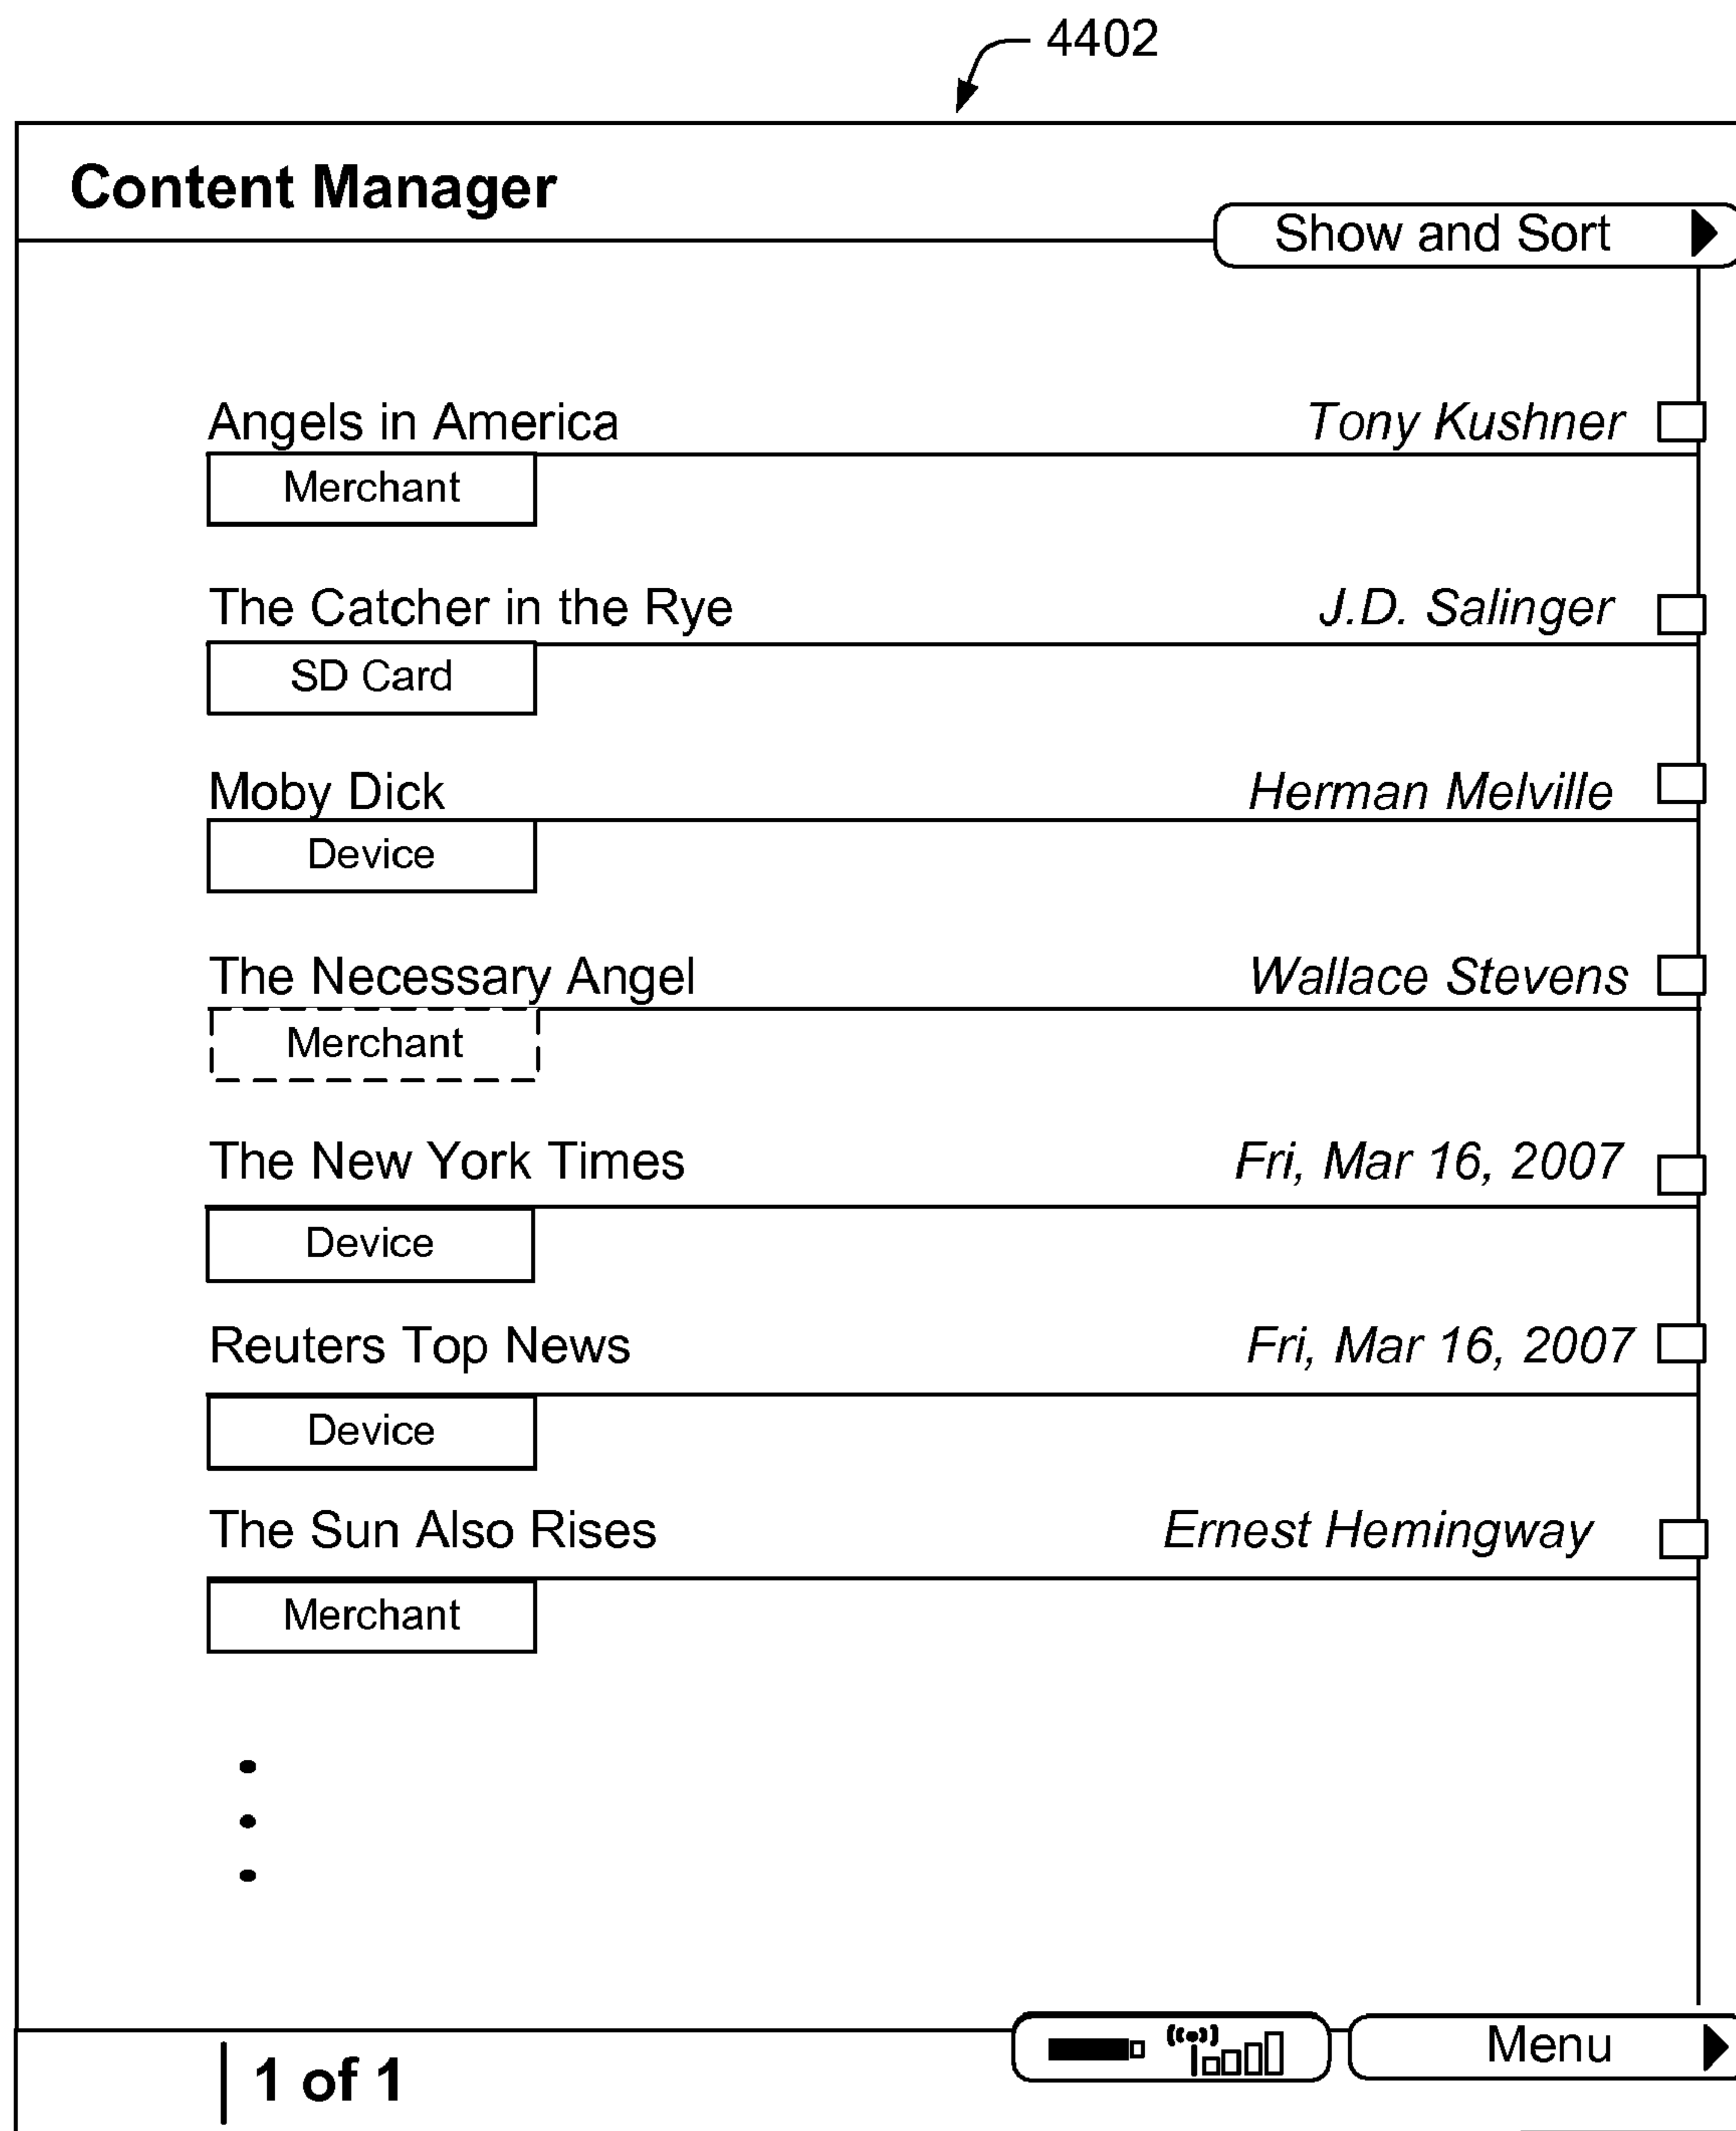 4402
Content Manager
Show and Sort
Angels in America Tony Kushner
Merchant
The Catcher in the Rye J.D. Salinger
SD Card
Moby Dick Herman Melville
Device
The Necessary Angel Wallace Stevens
Merchant
The New York Times Fri, Mar 16, 2007
Device
Reuters Top News Fri, Mar 16, 2007
Device
The Sun Also Rises Ernest Hemingway
Merchant
Menu
1 of 1